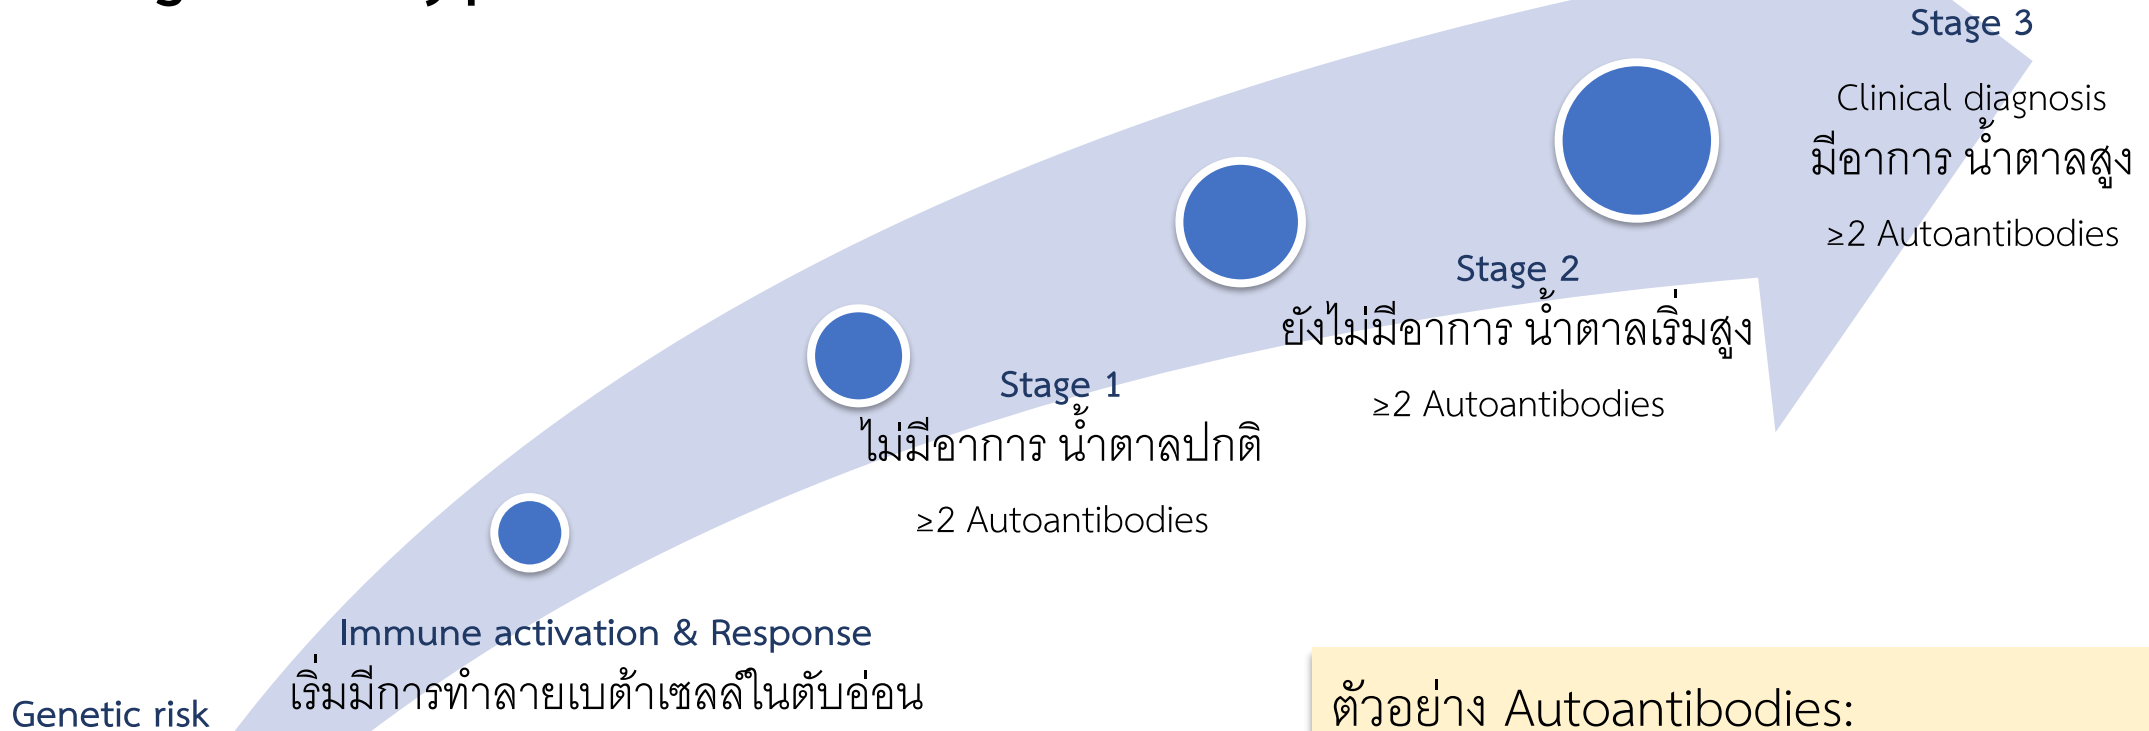 Stage 3
Clinical diagnosis
มีอาการ น้ำตาลสูง
≥2 Autoantibodies
Stage 2
ยังไม่มีอาการ น้ำตาลเริ่มสูง
≥2 Autoantibodies
Stage 1
ไม่มีอาการ น้ำตาลปกติ
≥2 Autoantibodies
Immune activation & Response
เริ่มมีการทำลายเบต้าเซลล์ในตับอ่อน
Genetic risk
ตัวอย่าง Autoantibodies: